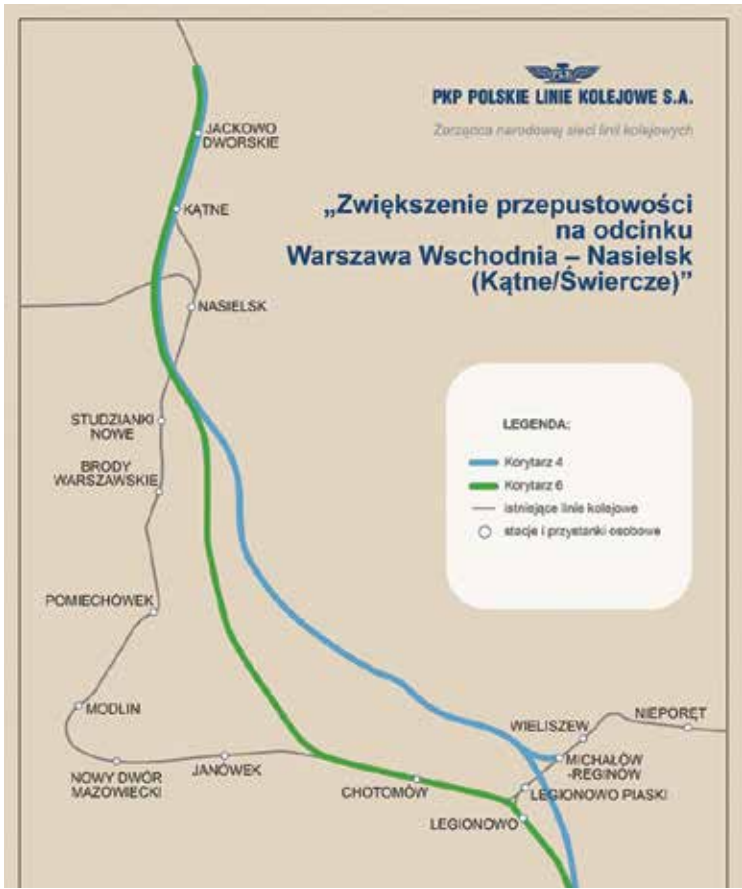 PKP POLSKIE LINIE KOLEJOWE S.A.
Zarządca narodowej sieci linii kolejowych
„Zwiększenie przepustowości
na odcinku
Warszawa Wschodnia – Nasielsk
(Kątne/Świercze)”
JACKOWO
DWORSKIE
KĄTNE
NASIELSK
STUDZIANKI
NOWE
BRODY
WARSZAWSKIE
POMIECHÓWEK
MODLIN
NOWY DWÓR
MAZOWIECKI
JANÓWEK
CHOTOMÓW
LEGIONOWO
LEGIONOWO PIASKI
MICHAŁÓW
-REGINÓW
WIELISZEW
NIEPORĘT
LEGENDA:
Korytarz 4
Korytarz 6
istniejące linie kolejowe
stacje i przystanki osobowe